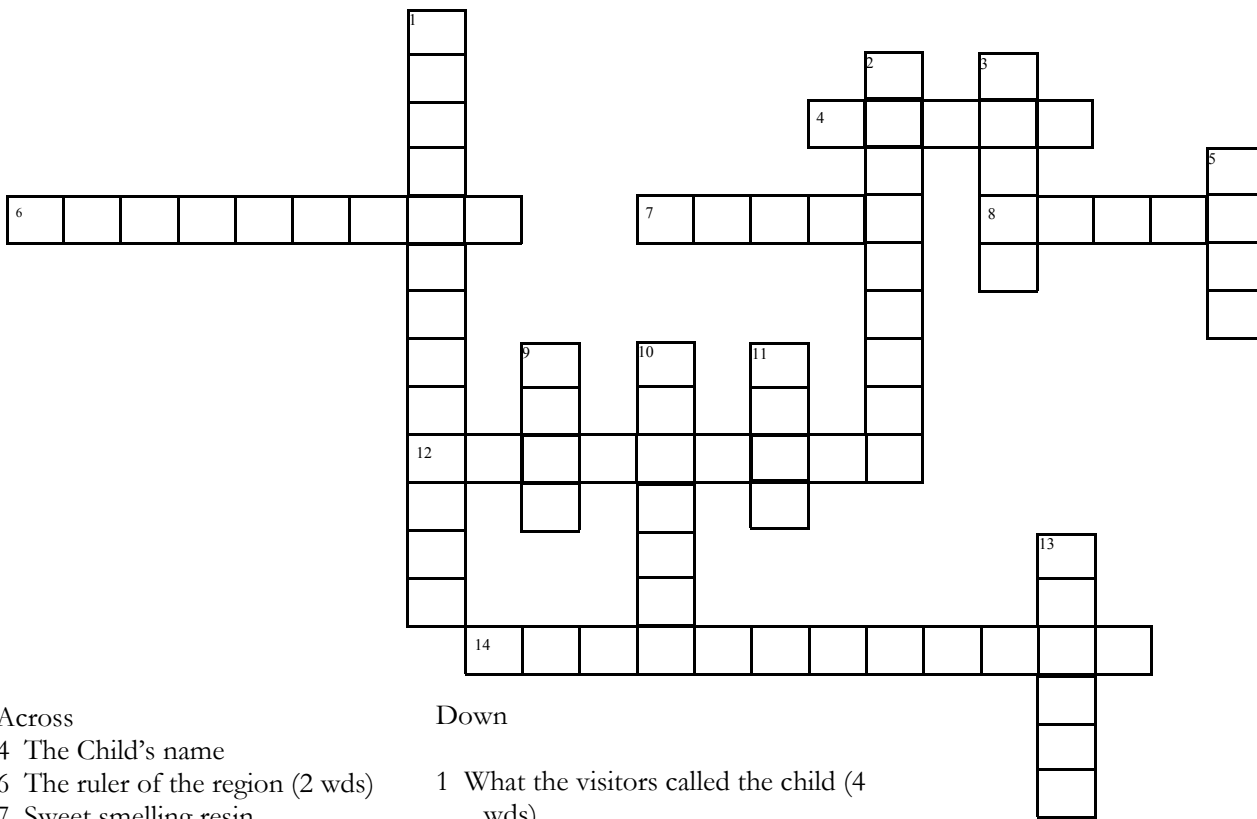 1
2
3
4
5
6
7
8
9
10
11
12
13
14
Across
4 The Child’s name
6 The ruler of the region (2 wds)
7 Sweet smelling resin
Down
1 What the visitors called the child (4
wds)